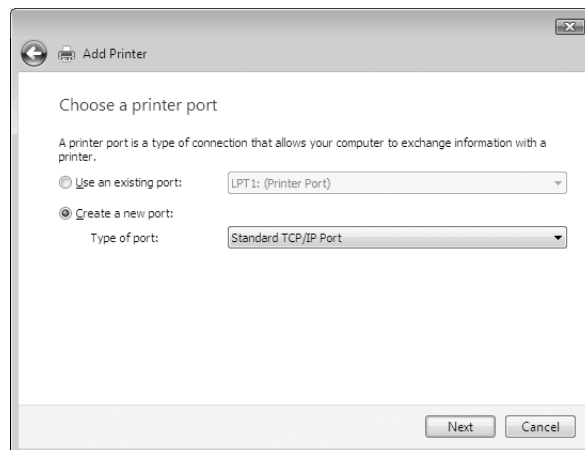 Add Printer
Choose a printer port
A printer port is a type of connection that allows your computer to exchange information with a
printer.
Use an existing port: LPT1: (Printer Port)
Create a new port:
Type of port: Standard TCP/IP Port
Next Cancel